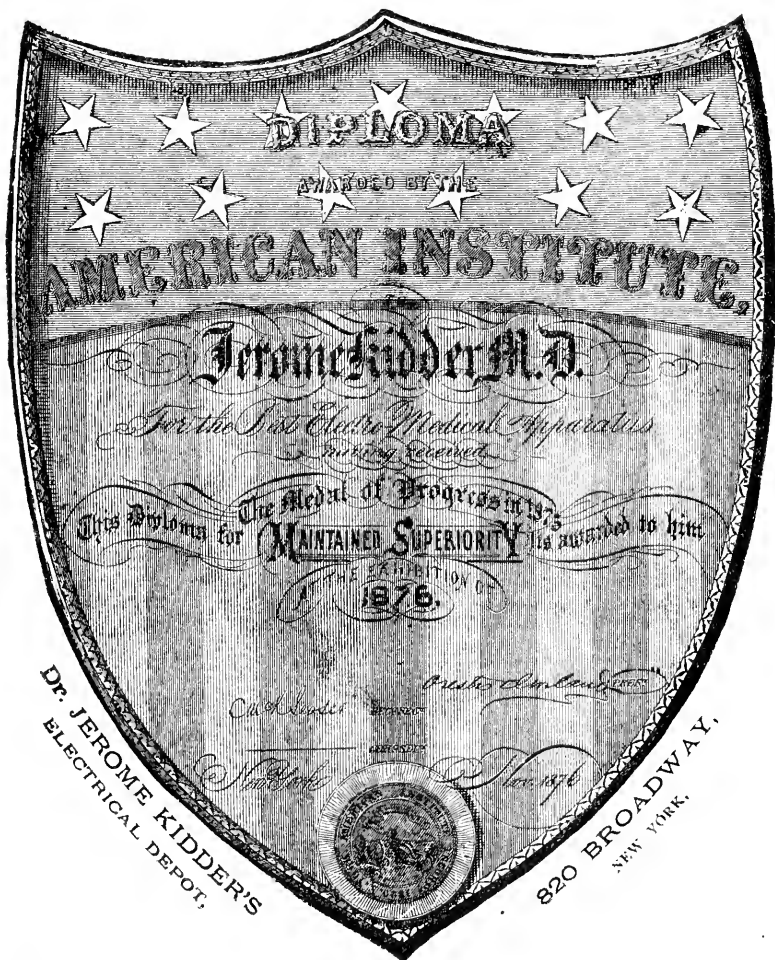 DIPLOMA
AWARDED BY THE
AMERICAN INSTITUTE,
TO
Jerome Kidder, M.D.
For the Best Electro-Medical Apparatus
having received
The Medal of Progress in 1875
This Diploma for MAINTAINED SUPERIORITY is awarded to him
AT THE EXHIBITION OF
1876.
New York Nov. 1876
Dr. JEROME KIDDER'S
ELECTRICAL DEPOT,
820 BROADWAY,
NEW YORK.